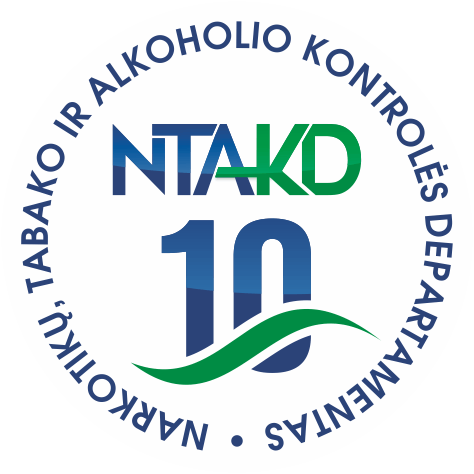 NARKOTIKŲ, TABAKO IR ALKOHOLIO KONTROLĖS DEPARTAMENTAS •
NTAKD
10